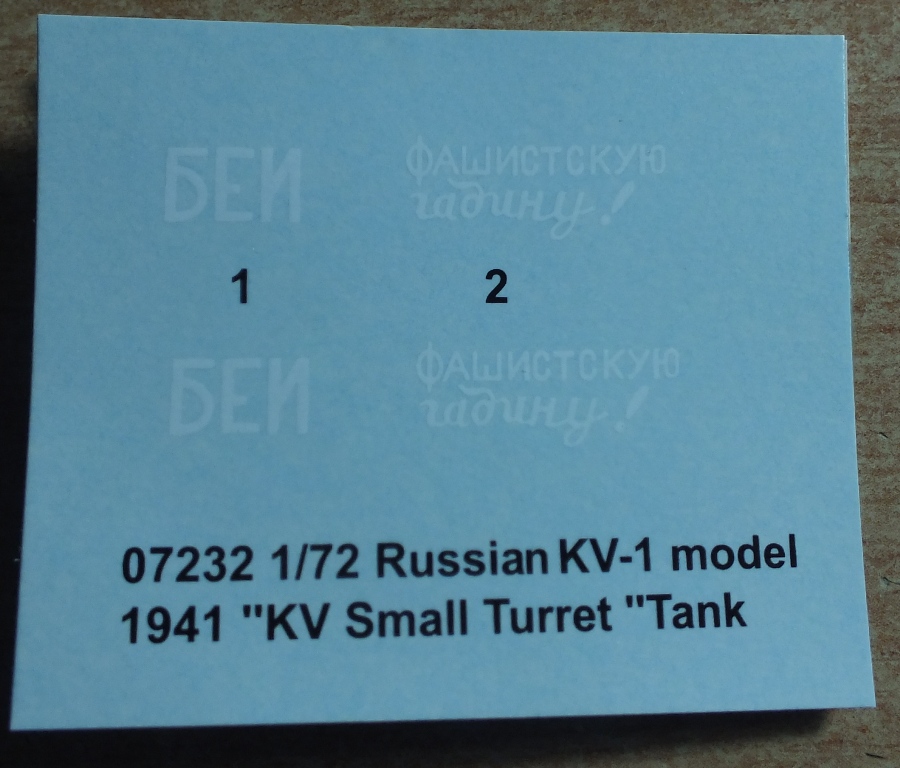 БЕИ
ФАШИСТСКУЮ
гадину!
1 2
БЕИ
ФАШИСТСКУЮ
гадину!
07232 1/72 Russian KV-1 model
1941 "KV Small Turret "Tank